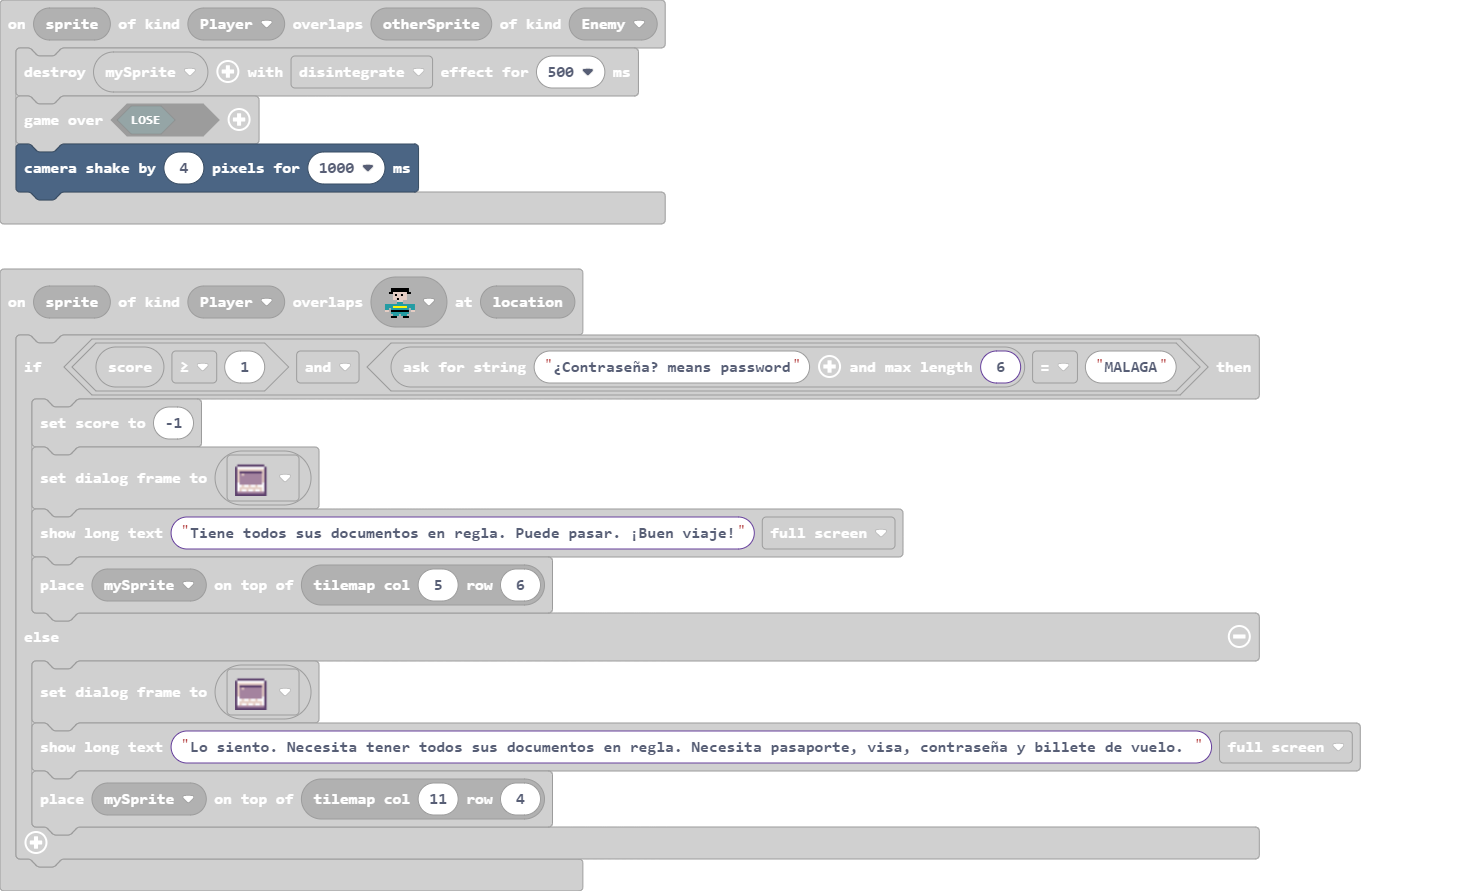 on sprite of kind Player overlaps otherSprite of kind Enemy
destroy mySprite with disintegrate effect for 500 ms
game over LOSE
camera shake by 4 pixels for 1000 ms
on sprite of kind Player overlaps at location
if score ≥ 1 and ask for string "¿Contraseña? means password" and max length 6 = "MALAGA" then
set score to -1
set dialog frame to
show long text "Tiene todos sus documentos en regla. Puede pasar. ¡Buen viaje!" full screen
place mySprite on top of tilemap col 5 row 6
else
set dialog frame to
show long text "Lo siento. Necesita tener todos sus documentos en regla. Necesita pasaporte, visa, contraseña y billete de vuelo. " full screen
place mySprite on top of tilemap col 11 row 4